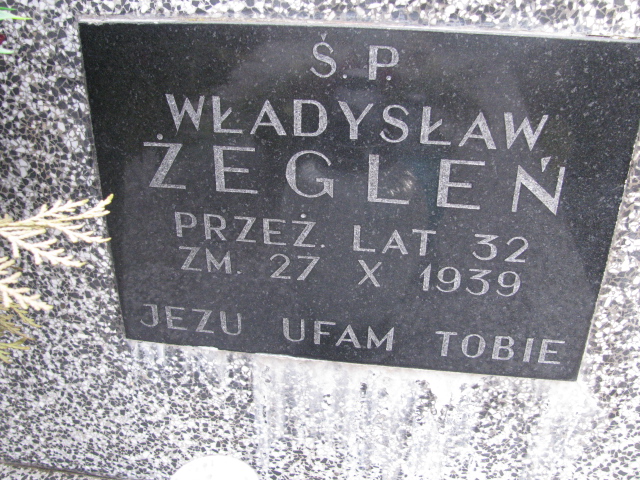 Ś.P.
WŁADYSŁAW
ŻEGLEŃ
PRZEŻ. LAT 32
ZM. 27 X 1939
JEZU UFAM TOBIE